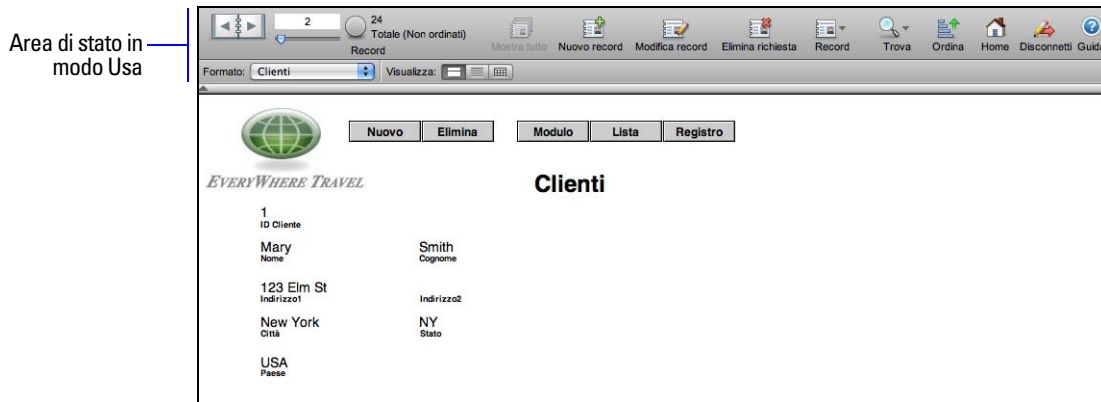 Area di stato in
modo Usa
2
24
Totale (Non ordinati)
Record
Mostra tutto Nuovo record Modifica record Elimina richiesta Record Trova Ordina Home Disconnetti Guida
Formato: Clienti Visualizza:
Nuovo Elimina Modulo Lista Registro
EVERYWHERE TRAVEL
Clienti
1
ID Cliente
Mary Smith
Nome Cognome
123 Elm St
Indirizzo1 Indirizzo2
New York NY
Città Stato
USA
Paese